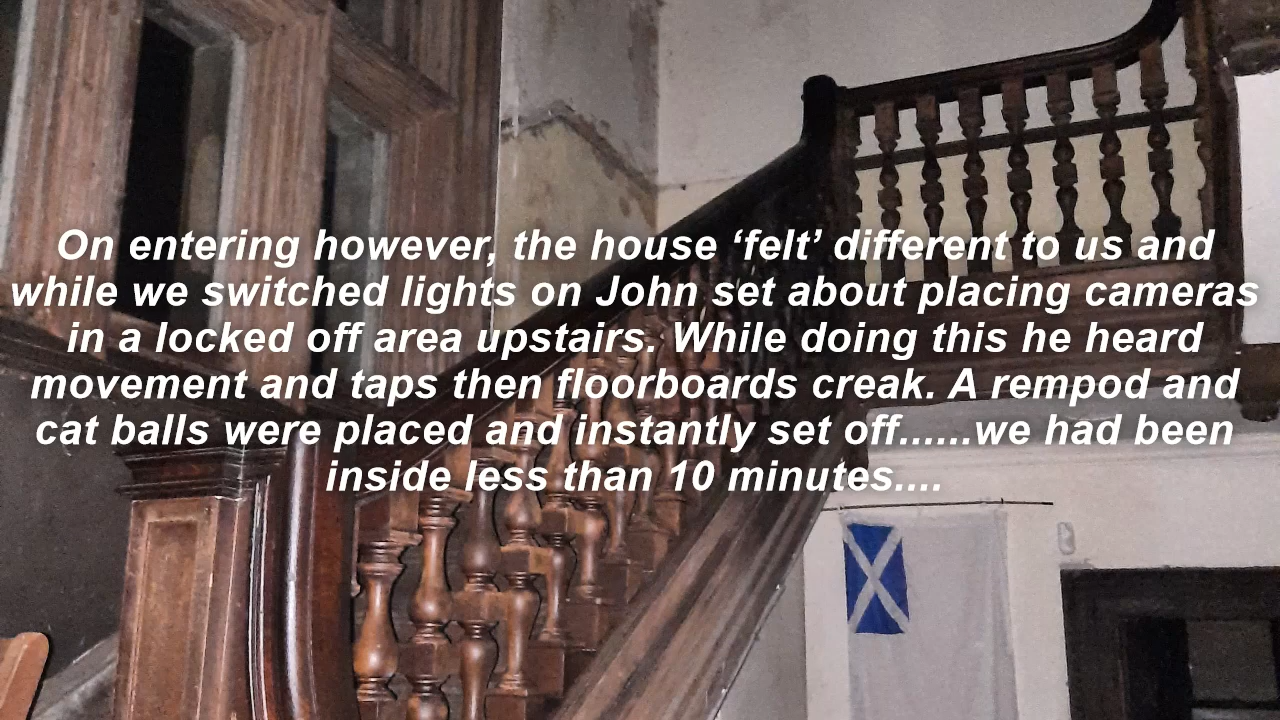 On entering however, the house ‘felt’ different to us and
while we switched lights on John set about placing cameras
in a locked off area upstairs. While doing this he heard
movement and taps then floorboards creak. A rempod and
cat balls were placed and instantly set off......we had been
inside less than 10 minutes....